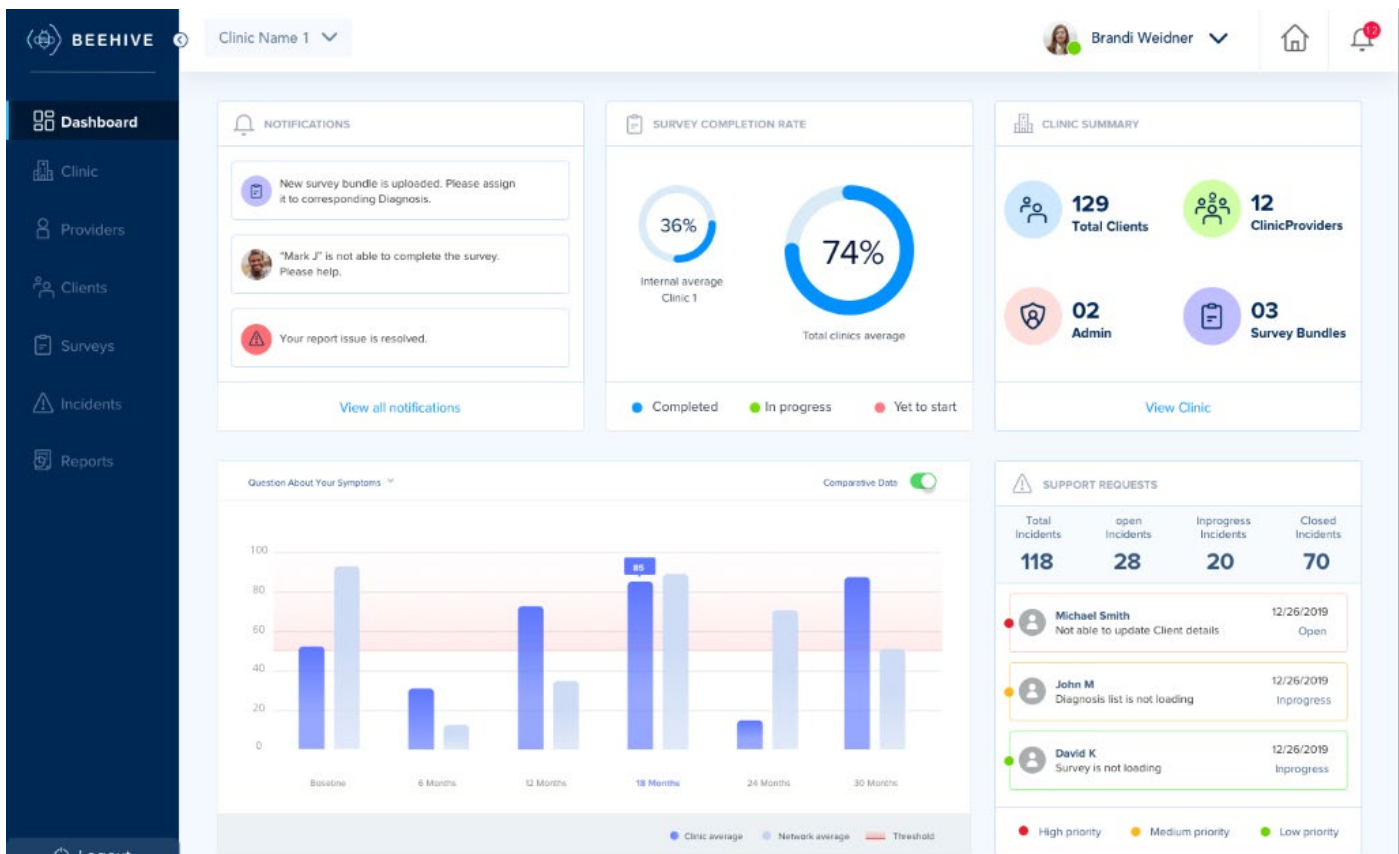 BEEHIVE
Clinic Name 1
Brandi Weidner
12
Dashboard
Clinic
Providers
Clients
Surveys
Incidents
Reports
Logout
NOTIFICATIONS
New survey bundle is uploaded. Please assign
it to corresponding Diagnosis.
"Mark J" is not able to complete the survey.
Please help.
Your report issue is resolved.
View all notifications
SURVEY COMPLETION RATE
36%
Internal average
Clinic 1
74%
Total clinics average
Completed
In progress
Yet to start
CLINIC SUMMARY
129
Total Clients
12
ClinicProviders
02
Admin
03
Survey Bundles
View Clinic
Question About Your Symptoms
Comparative Data
100
80
60
40
20
0
85
Baseline
6 Months
12 Months
18 Months
24 Months
30 Months
Clinic average
Network average
Threshold
SUPPORT REQUESTS
Total
Incidents
118
open
Incidents
28
Inprogress
Incidents
20
Closed
Incidents
70
Michael Smith
12/26/2019
Not able to update Client details
Open
John M
12/26/2019
Diagnosis list is not loading
Inprogress
David K
12/26/2019
Survey is not loading
Inprogress
High priority
Medium priority
Low priority